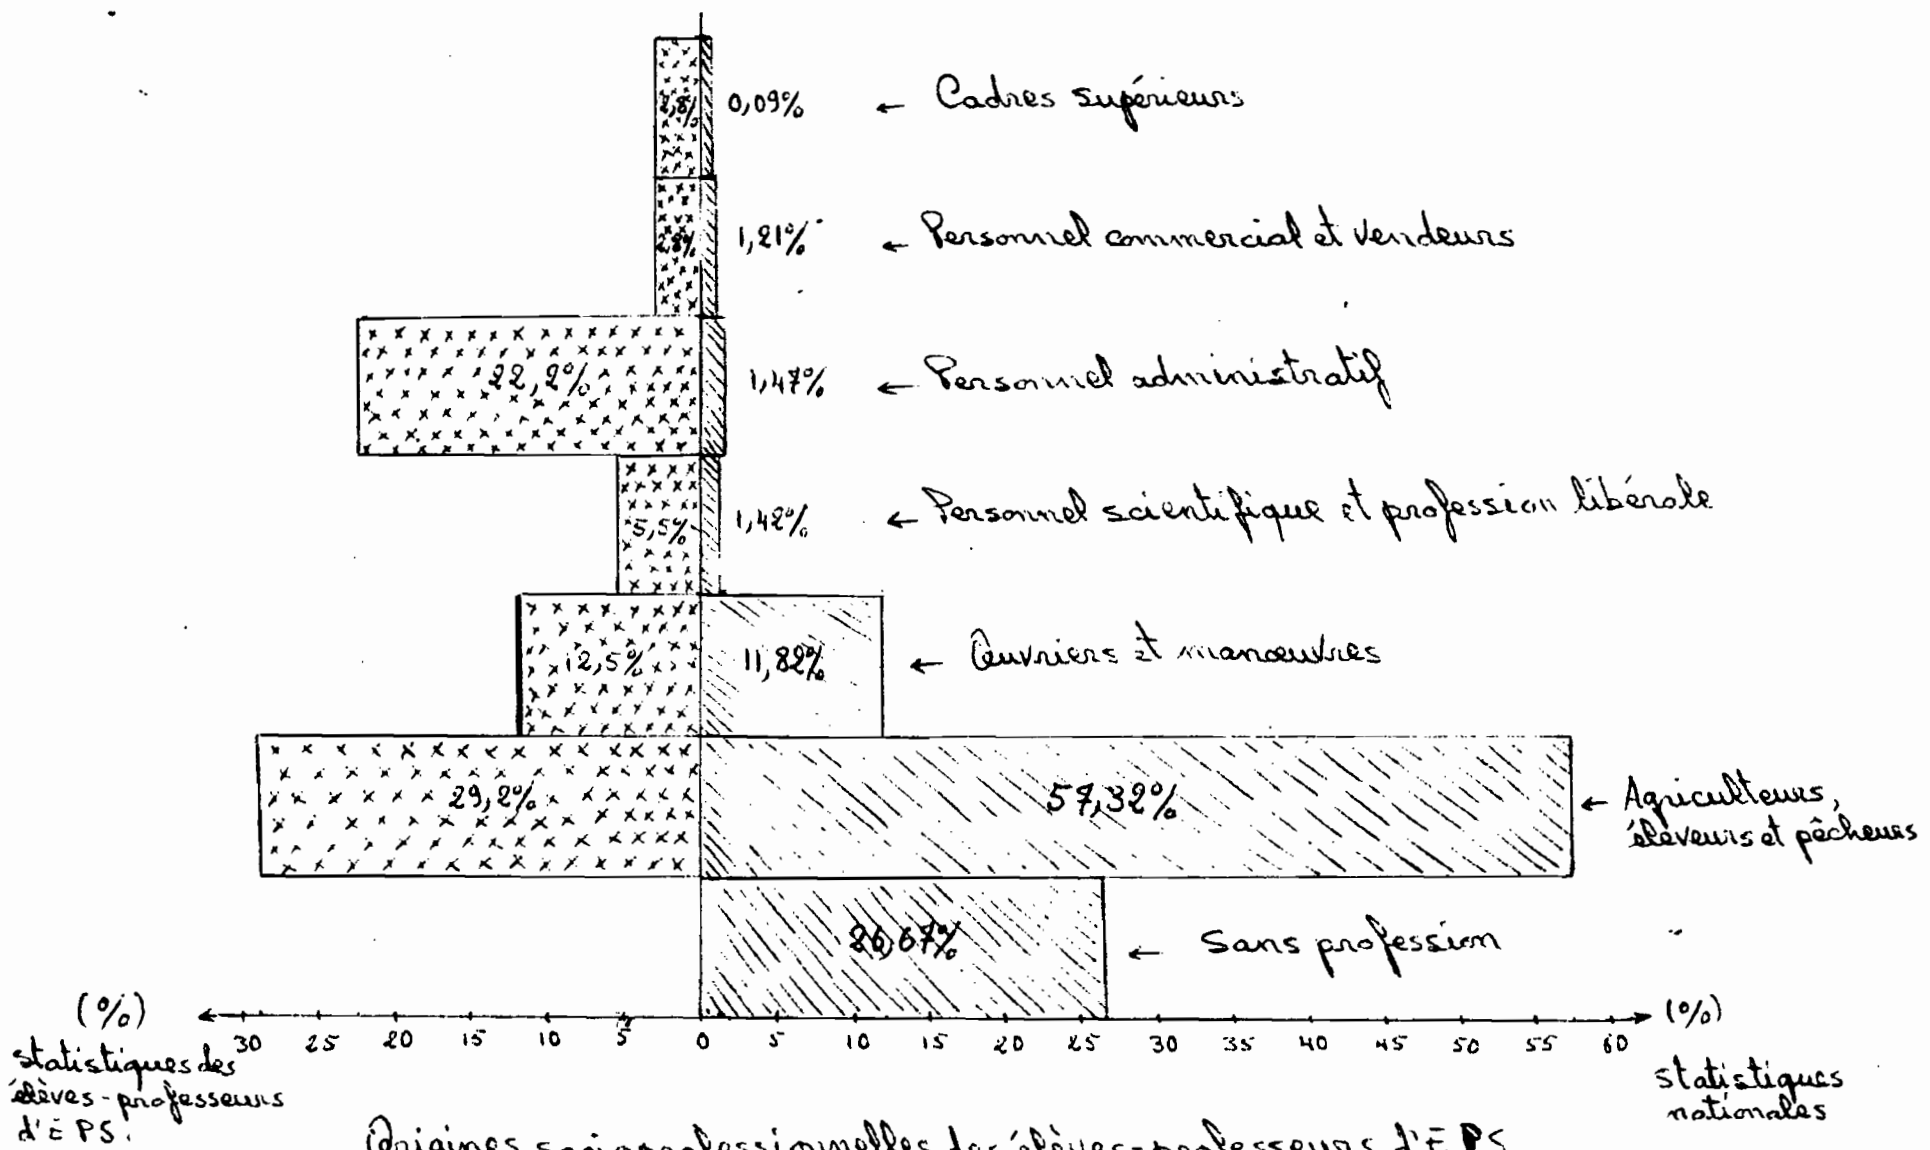 2,8% 0,09% ← Cadres supérieurs
2,8% 1,21% ← Personnel commercial et vendeurs
22,2% 1,47% ← Personnel administratif
5,5% 1,42% ← Personnel scientifique et profession libérale
12,5% 11,82% ← Ouvriers et manœuvres
29,2% 57,32% ← Agriculteurs,
éleveurs et pêcheurs
26,67% ← Sans profession
(%) 30 25 20 15 10 5 0 5 10 15 20 25 30 35 40 45 50 55 60 (%)
statistiques des
élèves-professeurs
d'EPS.
statistiques
nationales
Origines socioprofessionnelles des élèves-professeurs d'EPS